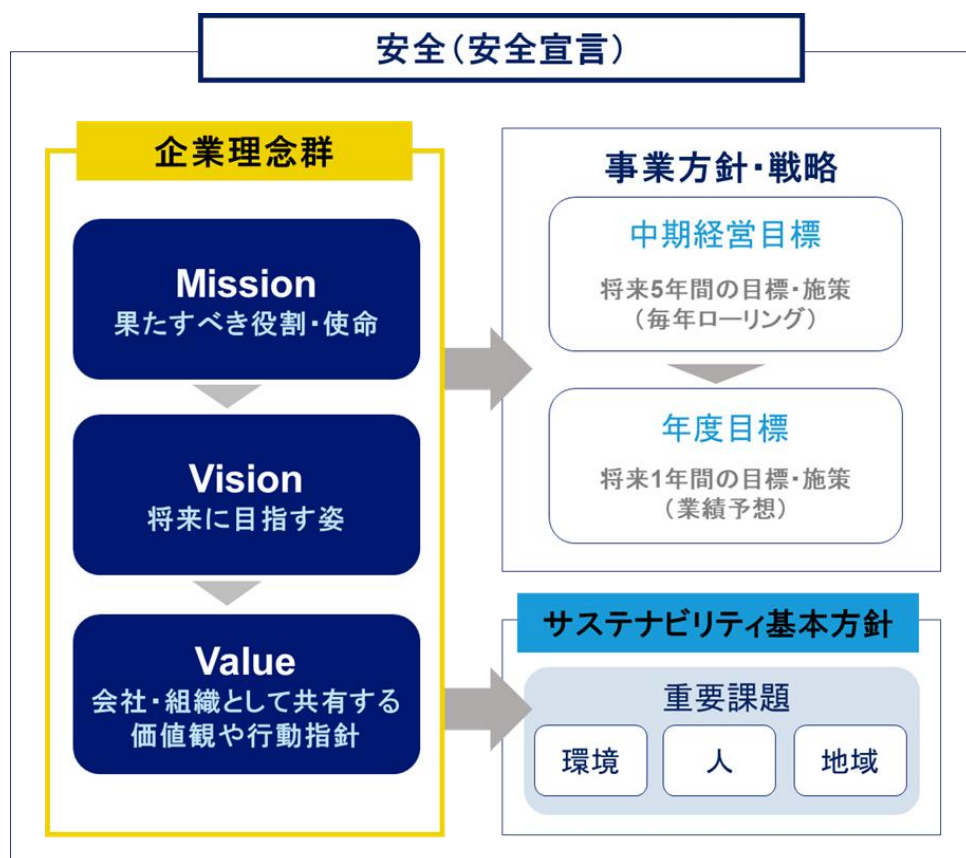 安全（安全宣言）
企業理念群
Mission
果たすべき役割・使命
Vision
将来に目指す姿
Value
会社・組織として共有する
価値観や行動指針
事業方針・戦略
中期経営目標
将来5年間の目標・施策
（毎年ローリング）
年度目標
将来1年間の目標・施策
（業績予想）
サステナビリティ基本方針
重要課題
環境
人
地域